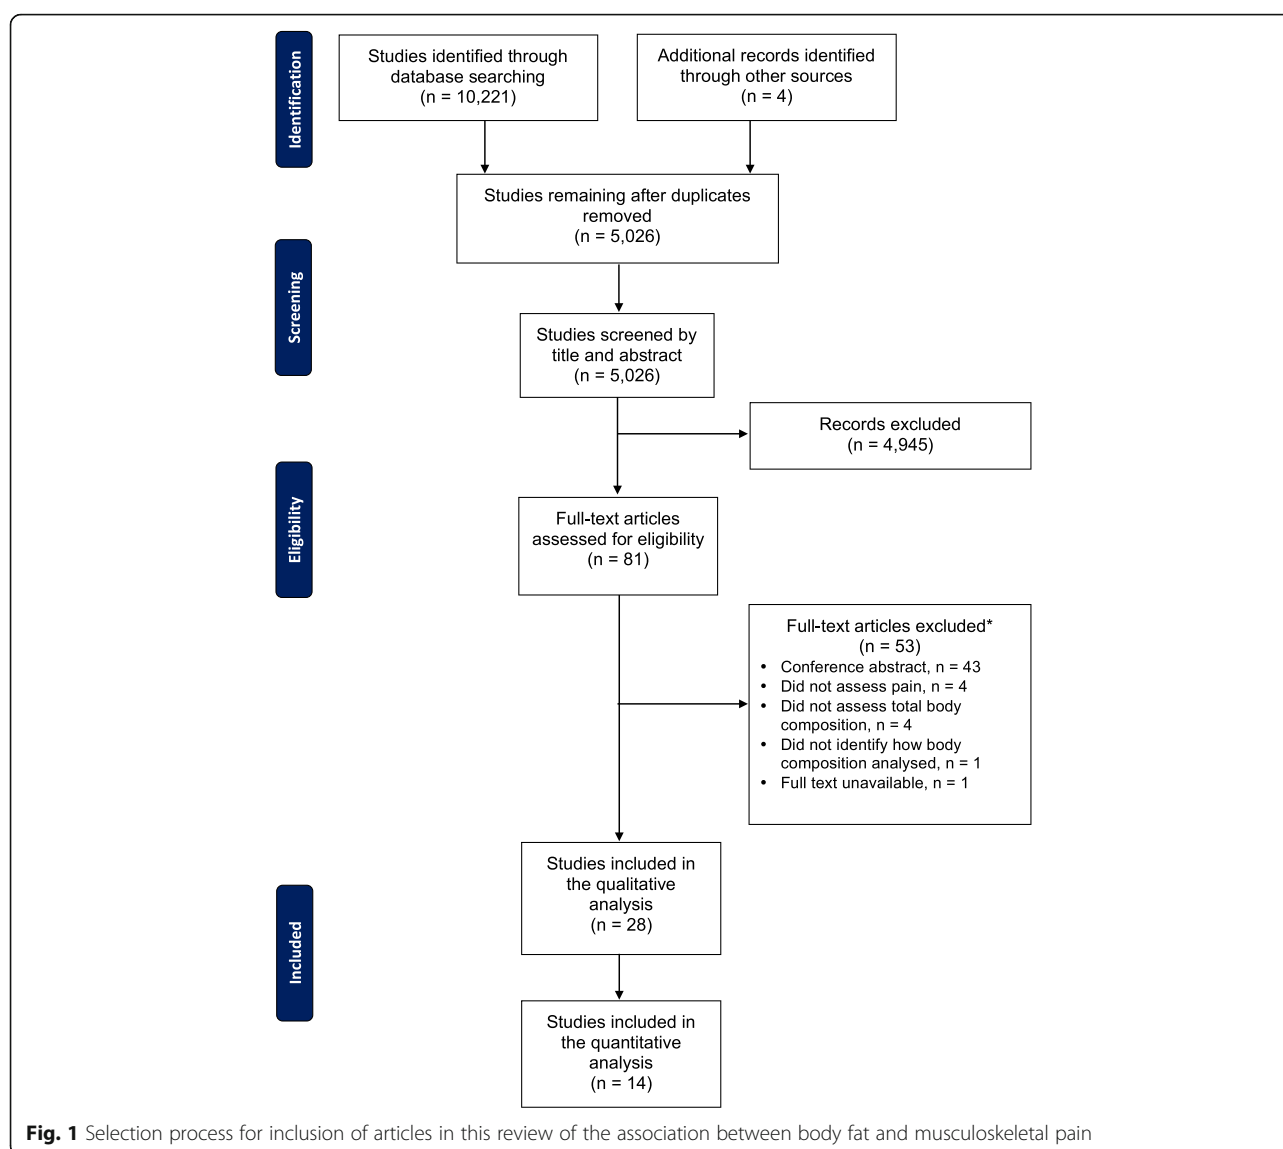 Identification
Studies identified through
database searching
(n = 10,221)
Additional records identified
through other sources
(n = 4)
Studies remaining after duplicates
removed
(n = 5,026)
Screening
Studies screened by
title and abstract
(n = 5,026)
Records excluded
(n = 4,945)
Eligibility
Full-text articles
assessed for eligibility
(n = 81)
Full-text articles excluded*
(n = 53)
• Conference abstract, n = 43
• Did not assess pain, n = 4
• Did not assess total body
composition, n = 4
• Did not identify how body
composition analysed, n = 1
• Full text unavailable, n = 1
Included
Studies included in
the qualitative
analysis
(n = 28)
Studies included in
the quantitative
analysis
(n = 14)
Fig. 1 Selection process for inclusion of articles in this review of the association between body fat and musculoskeletal pain